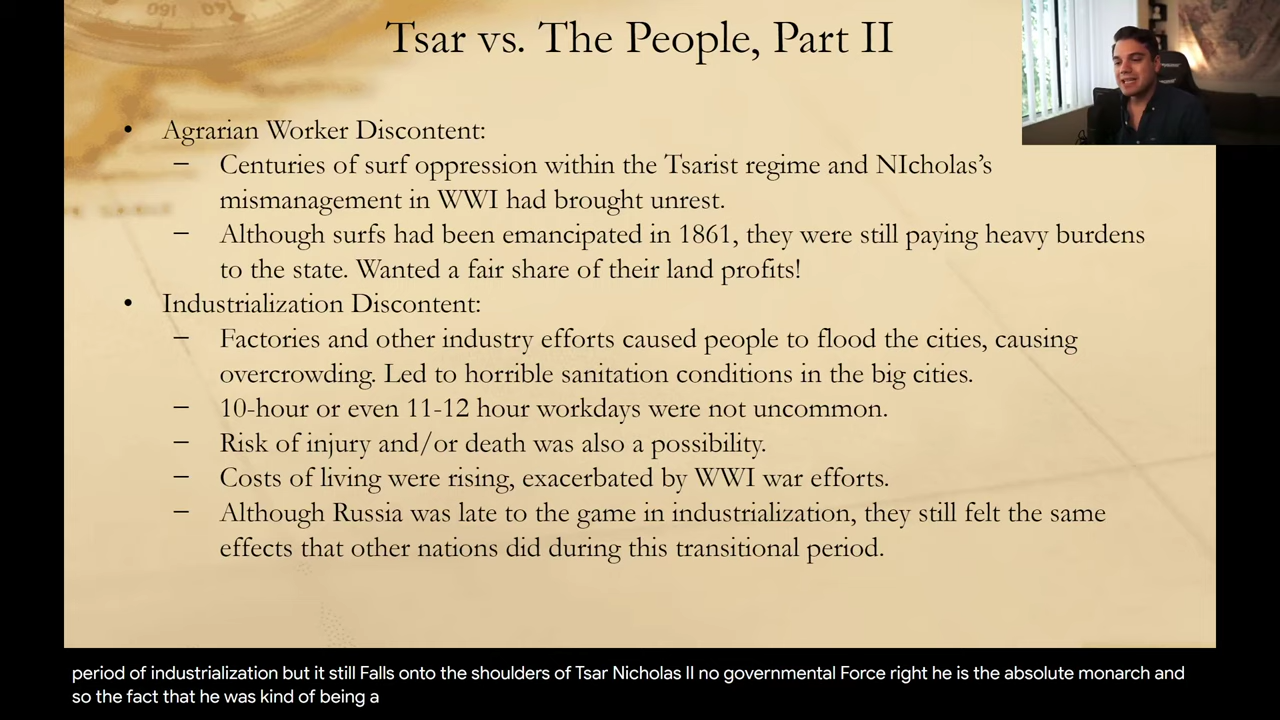 Tsar vs. The People, Part II
• Agrarian Worker Discontent:
– Centuries of surf oppression within the Tsarist regime and NIcholas’s
mismanagement in WWI had brought unrest.
– Although surfs had been emancipated in 1861, they were still paying heavy burdens
to the state. Wanted a fair share of their land profits!
• Industrialization Discontent:
– Factories and other industry efforts caused people to flood the cities, causing
overcrowding. Led to horrible sanitation conditions in the big cities.
– 10-hour or even 11-12 hour workdays were not uncommon.
– Risk of injury and/or death was also a possibility.
– Costs of living were rising, exacerbated by WWI war efforts.
– Although Russia was late to the game in industrialization, they still felt the same
effects that other nations did during this transitional period.
period of industrialization but it still Falls onto the shoulders of Tsar Nicholas II no governmental Force right he is the absolute monarch and
so the fact that he was kind of being a